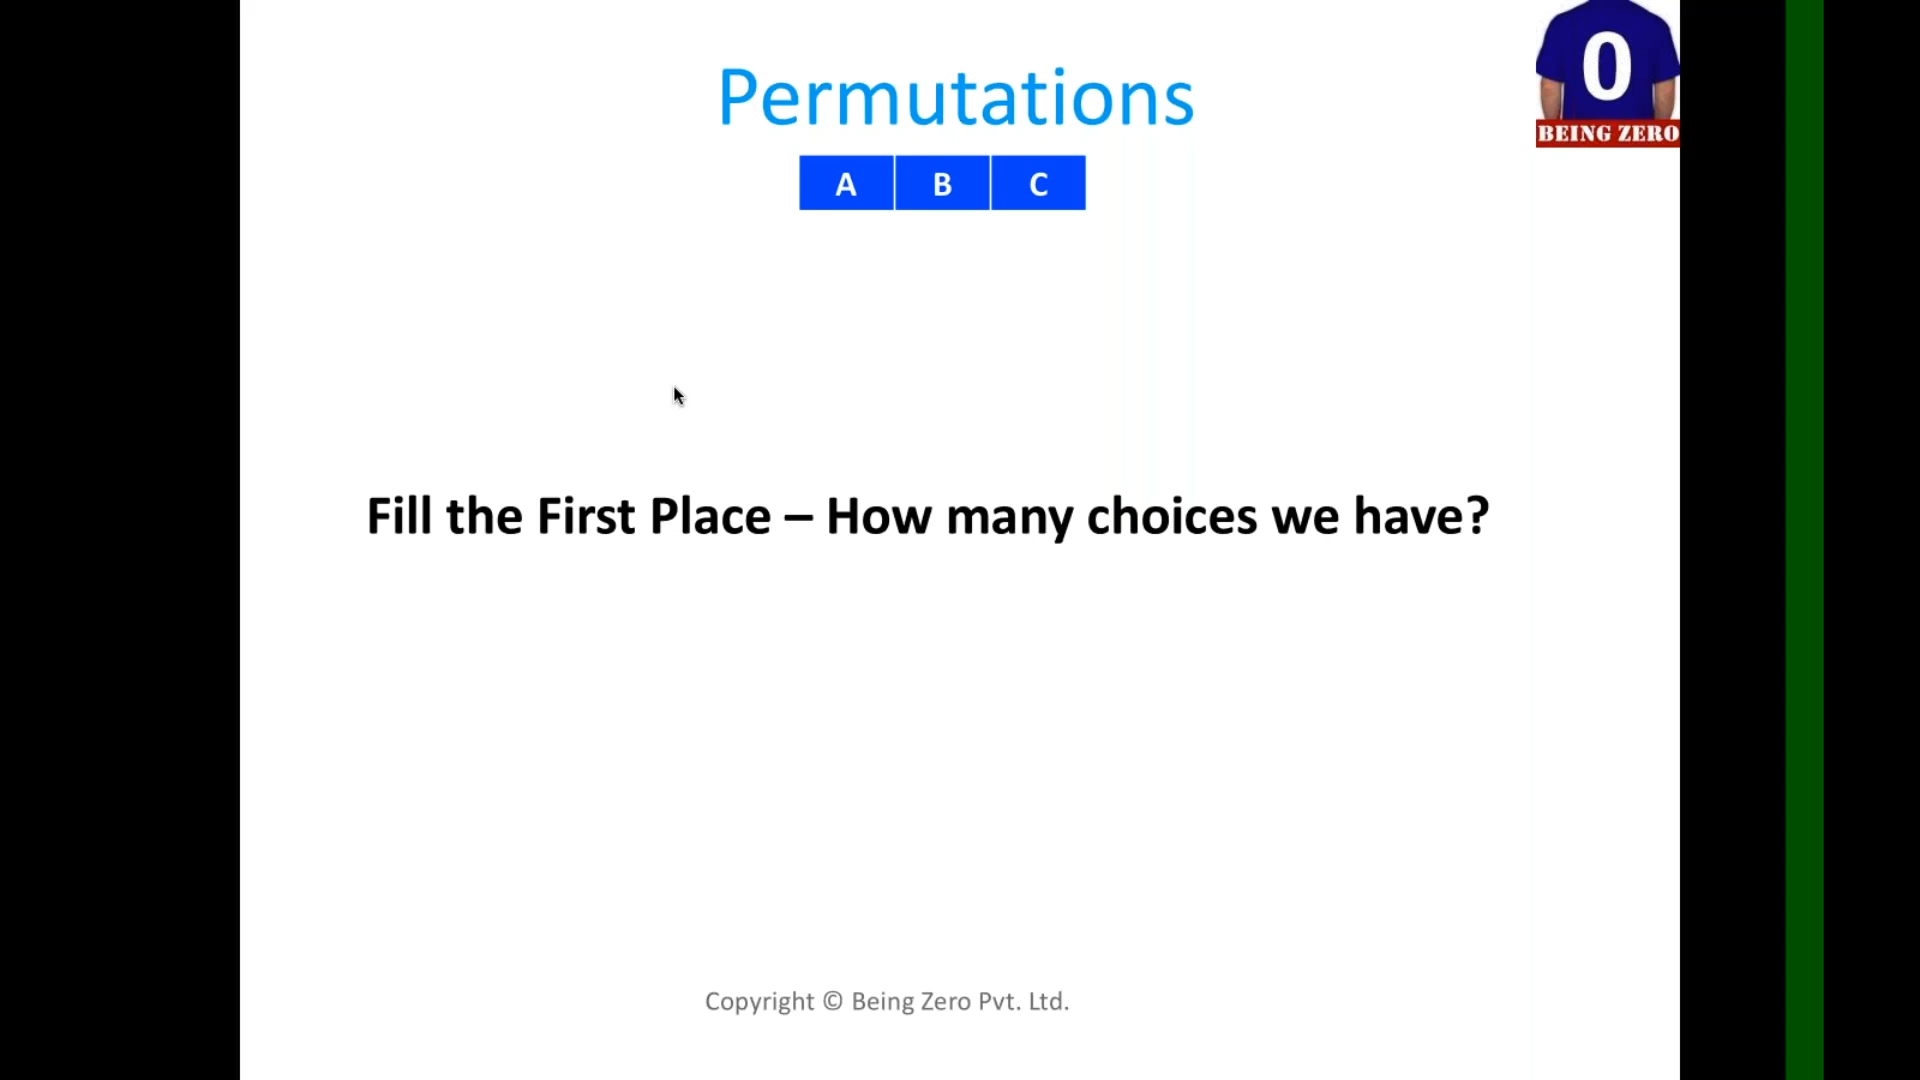 Permutations
0
BEING ZERO
A B C
Fill the First Place – How many choices we have?
Copyright © Being Zero Pvt. Ltd.